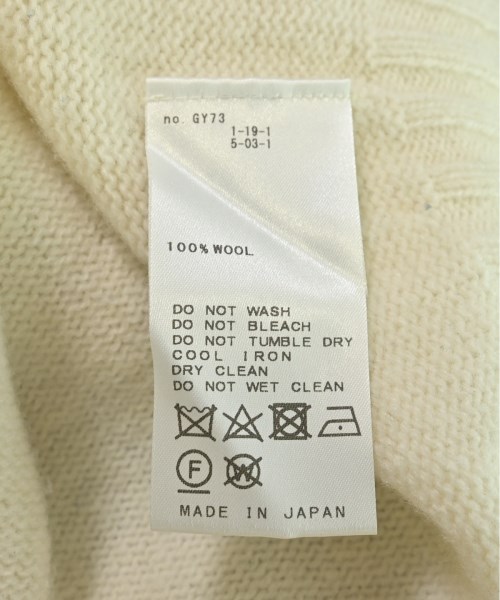 no. GY73
1-19-1
5-03-1
100% WOOL
DO NOT WASH
DO NOT BLEACH
DO NOT TUMBLE DRY
COOL IRON
DRY CLEAN
DO NOT WET CLEAN
F W
MADE IN JAPAN